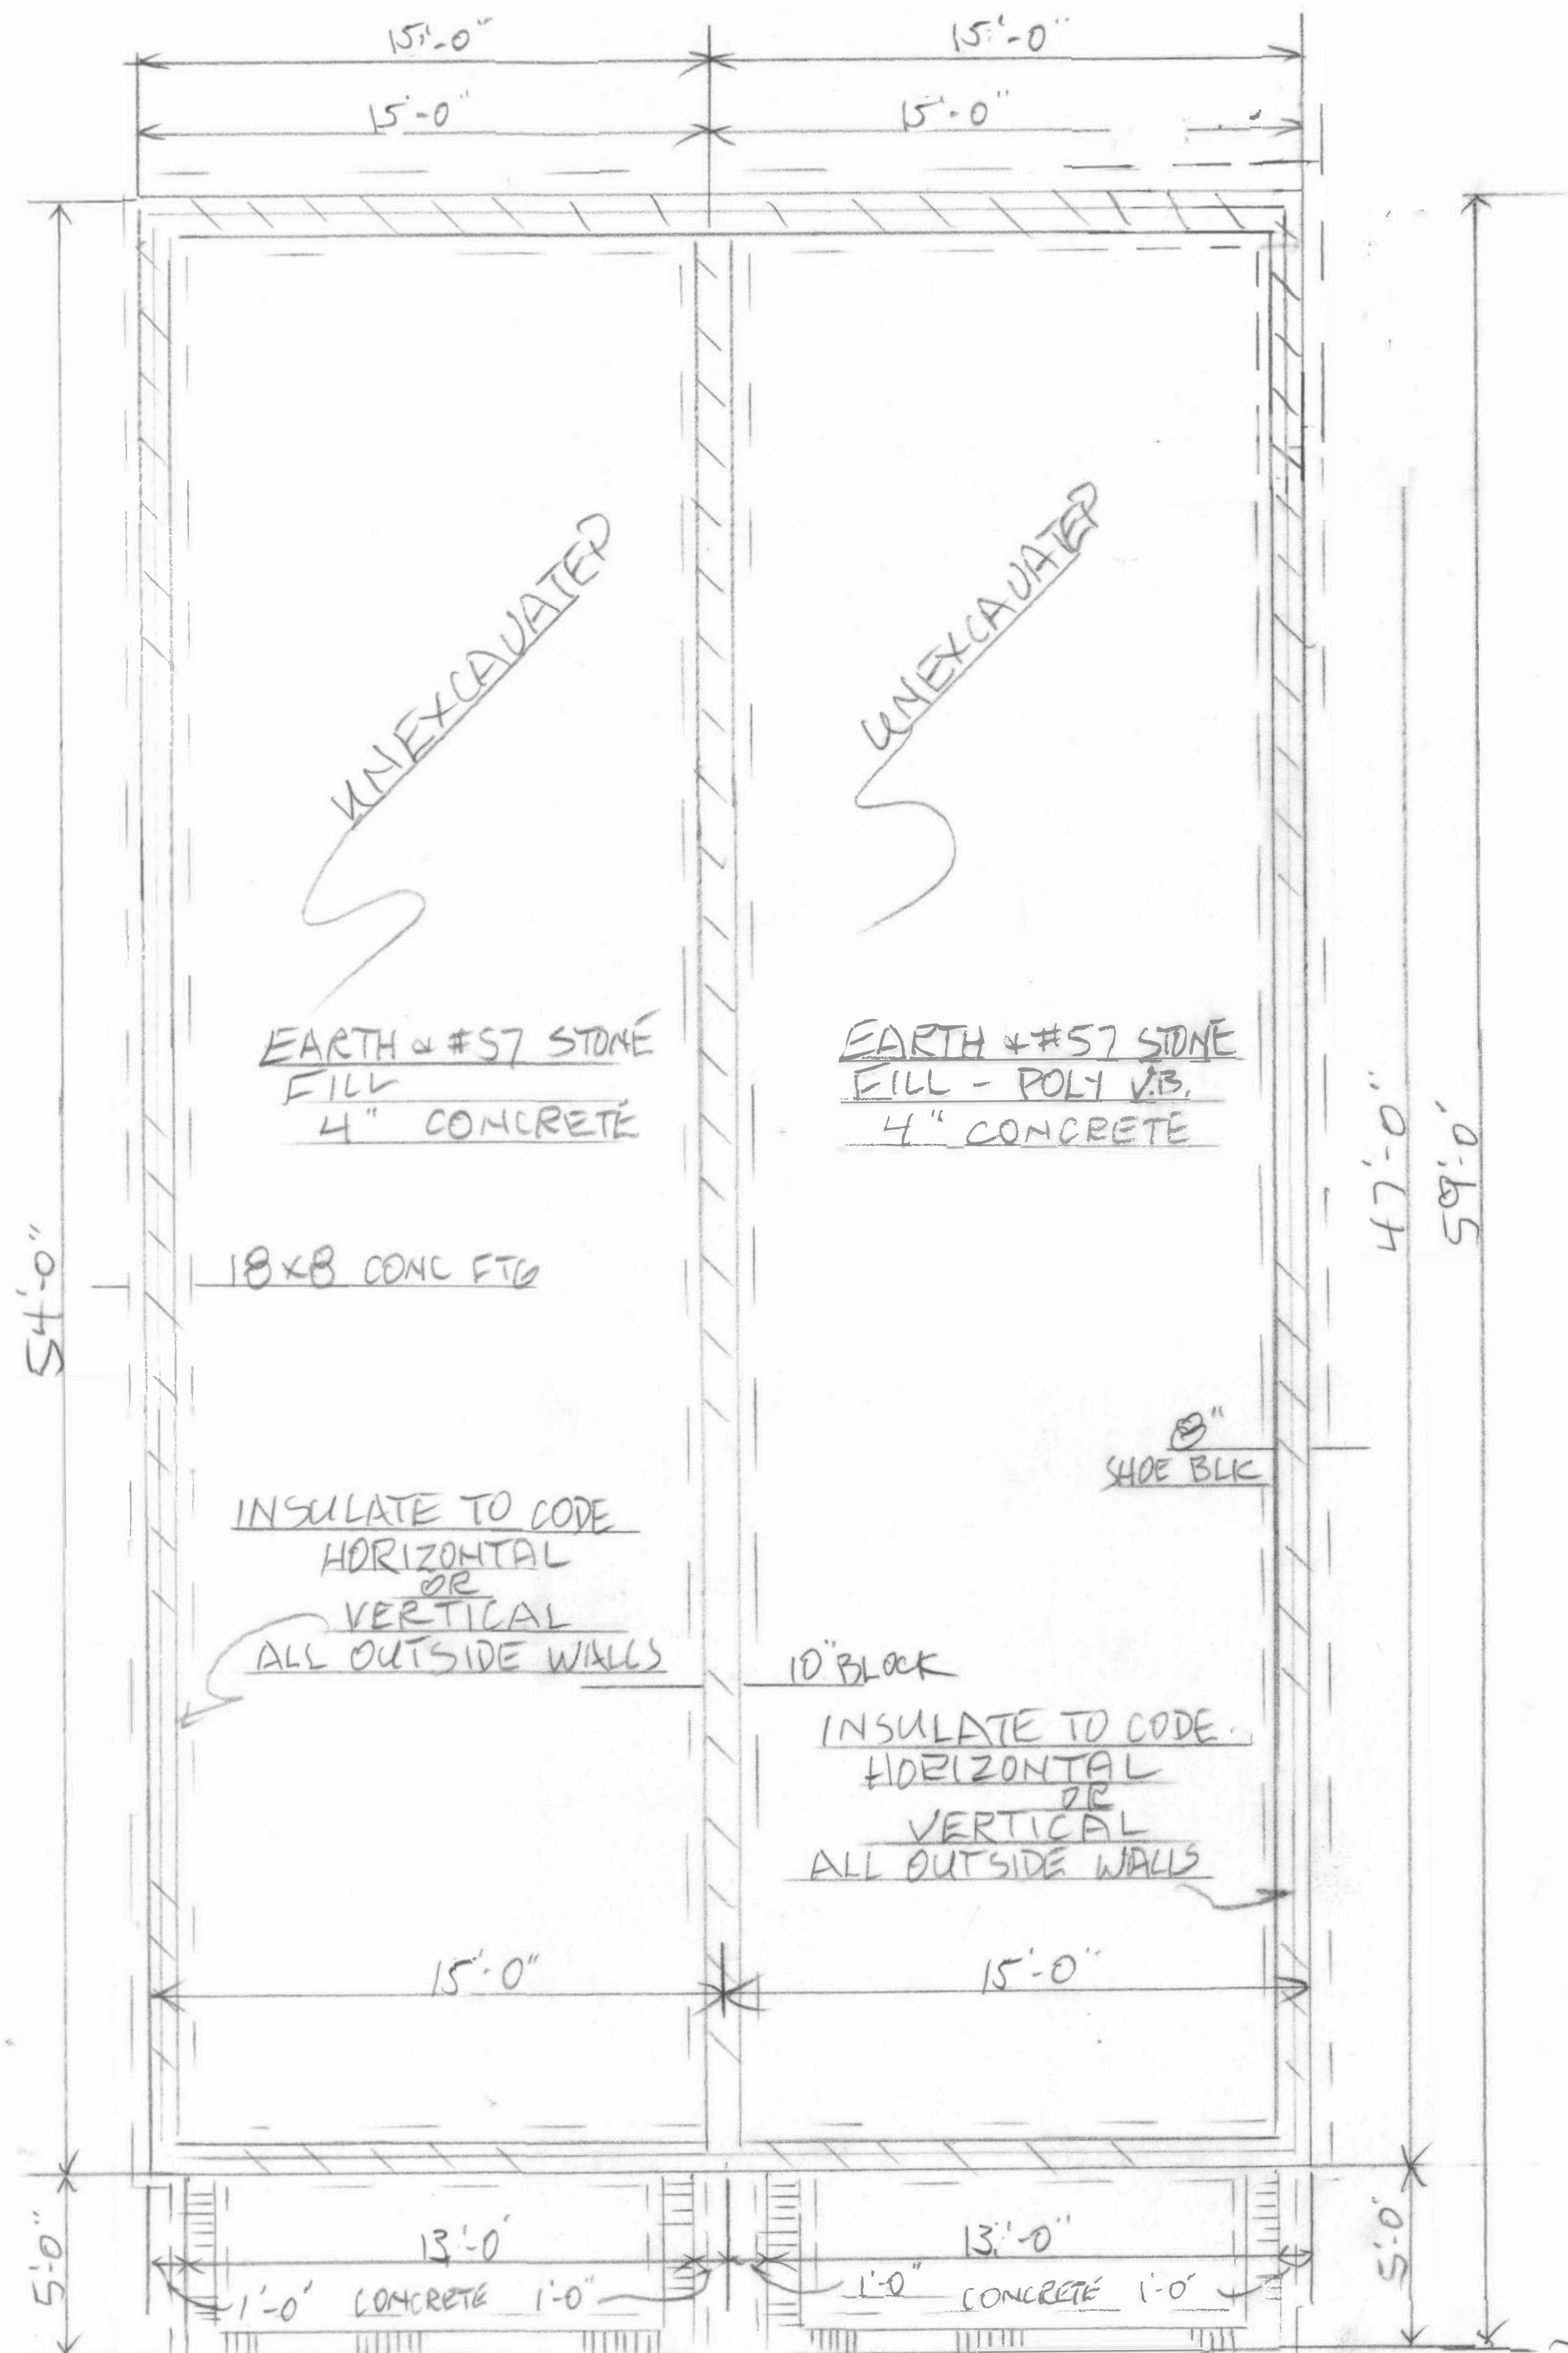 15'-0" 15'-0"
15'-0" 15'-0"
UNEXCAVATED
UNEXCAVATED
EARTH & #57 STONE
FILL
4" CONCRETE
EARTH & #57 STONE
FILL - POLY V.B.
4" CONCRETE
47'-0"
59'-0"
54'-0"
18x8 CONC FTG
8"
SHOE BLK
INSULATE TO CODE
HORIZONTAL
OR
VERTICAL
ALL OUTSIDE WALLS
10" BLOCK
INSULATE TO CODE
HORIZONTAL
OR
VERTICAL
ALL OUTSIDE WALLS
15'-0" 15'-0"
5'-0"
13'-0' 13'-0"
5'-0"
1'-0' CONCRETE 1'-0" 1'-0" CONCRETE 1'-0'